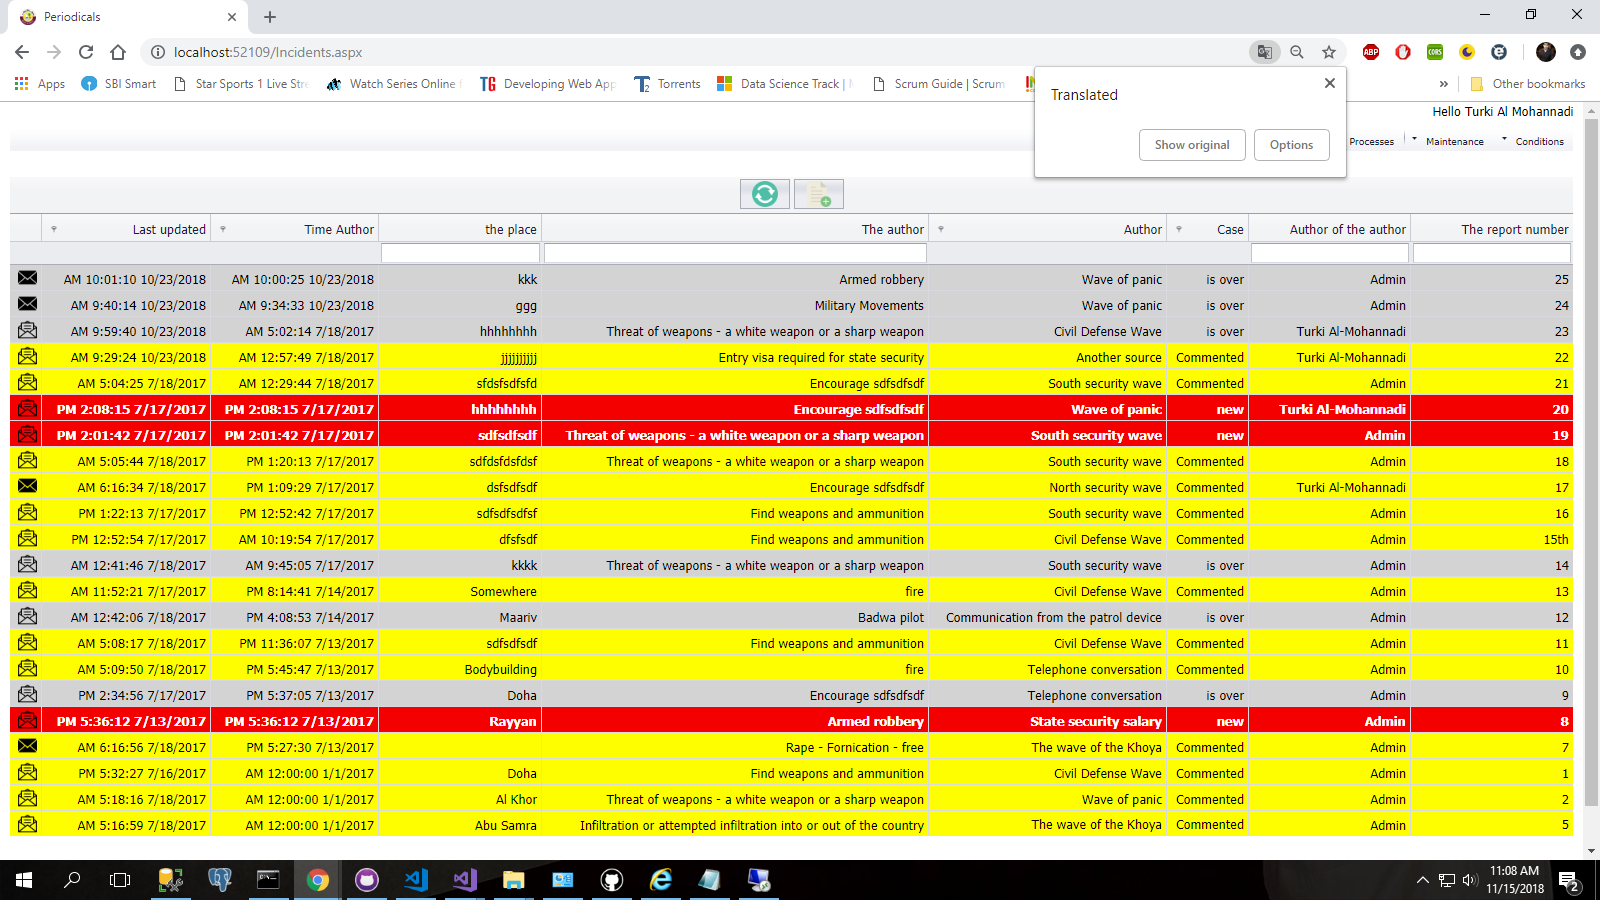 Periodicals
localhost:52109/Incidents.aspx
ABP
CORS
Apps
SBI Smart
Star Sports 1 Live Stre
Watch Series Online f
TG Developing Web App
T2 Torrents
Data Science Track |
Scrum Guide | Scrum
» Other bookmarks
Translated
Show original
Options
Hello Turki Al Mohannadi
Processes Maintenance Conditions
Last updated Time Author the place The author Author Case Author of the author The report number
AM 10:01:10 10/23/2018 AM 10:00:25 10/23/2018 kkk Armed robbery Wave of panic is over Admin 25
AM 9:40:14 10/23/2018 AM 9:34:33 10/23/2018 ggg Military Movements Wave of panic is over Admin 24
AM 9:59:40 10/23/2018 AM 5:02:14 7/18/2017 hhhhhhhh Threat of weapons - a white weapon or a sharp weapon Civil Defense Wave is over Turki Al-Mohannadi 23
AM 9:29:24 10/23/2018 AM 12:57:49 7/18/2017 jjjjjjjjjj Entry visa required for state security Another source Commented Turki Al-Mohannadi 22
AM 5:04:25 7/18/2017 AM 12:29:44 7/18/2017 sfdsfsdfsfd Encourage sdfsdfsdf South security wave Commented Admin 21
PM 2:08:15 7/17/2017 PM 2:08:15 7/17/2017 hhhhhhhh Encourage sdfsdfsdf Wave of panic new Turki Al-Mohannadi 20
PM 2:01:42 7/17/2017 PM 2:01:42 7/17/2017 sdfsdfsdf Threat of weapons - a white weapon or a sharp weapon South security wave new Admin 19
AM 5:05:44 7/18/2017 PM 1:20:13 7/17/2017 sdfdsfdsfdsf Threat of weapons - a white weapon or a sharp weapon South security wave Commented Admin 18
AM 6:16:34 7/18/2017 PM 1:09:29 7/17/2017 dsfsdfsdf Encourage sdfsdfsdf North security wave Commented Turki Al-Mohannadi 17
PM 1:22:13 7/17/2017 PM 12:52:42 7/17/2017 sdfsdfsdfsf Find weapons and ammunition South security wave Commented Admin 16
PM 12:52:54 7/17/2017 AM 10:19:54 7/17/2017 dfsfsdf Find weapons and ammunition Civil Defense Wave Commented Admin 15th
AM 12:41:46 7/18/2017 AM 9:45:05 7/17/2017 kkkk Threat of weapons - a white weapon or a sharp weapon South security wave is over Admin 14
AM 11:52:21 7/17/2017 PM 8:14:41 7/14/2017 Somewhere fire Civil Defense Wave Commented Admin 13
AM 12:42:06 7/18/2017 PM 4:08:53 7/14/2017 Maariv Badwa pilot Communication from the patrol device is over Admin 12
AM 5:08:17 7/18/2017 PM 11:36:07 7/13/2017 sdfsdfsdf Find weapons and ammunition Civil Defense Wave Commented Admin 11
AM 5:09:50 7/18/2017 PM 5:45:47 7/13/2017 Bodybuilding fire Telephone conversation Commented Admin 10
PM 2:34:56 7/17/2017 PM 5:37:05 7/13/2017 Doha Encourage sdfsdfsdf Telephone conversation is over Admin 9
PM 5:36:12 7/13/2017 PM 5:36:12 7/13/2017 Rayyan Armed robbery State security salary new Admin 8
AM 6:16:56 7/18/2017 PM 5:27:30 7/13/2017 Rape - Fornication - free The wave of the Khoya Commented Admin 7
PM 5:32:27 7/16/2017 AM 12:00:00 1/1/2017 Doha Find weapons and ammunition Civil Defense Wave Commented Admin 1
AM 5:18:16 7/18/2017 AM 12:00:00 1/1/2017 Al Khor Threat of weapons - a white weapon or a sharp weapon Wave of panic Commented Admin 2
AM 5:16:59 7/18/2017 AM 12:00:00 1/1/2017 Abu Samra Infiltration or attempted infiltration into or out of the country The wave of the Khoya Commented Admin 5
11:08 AM
11/15/2018
2